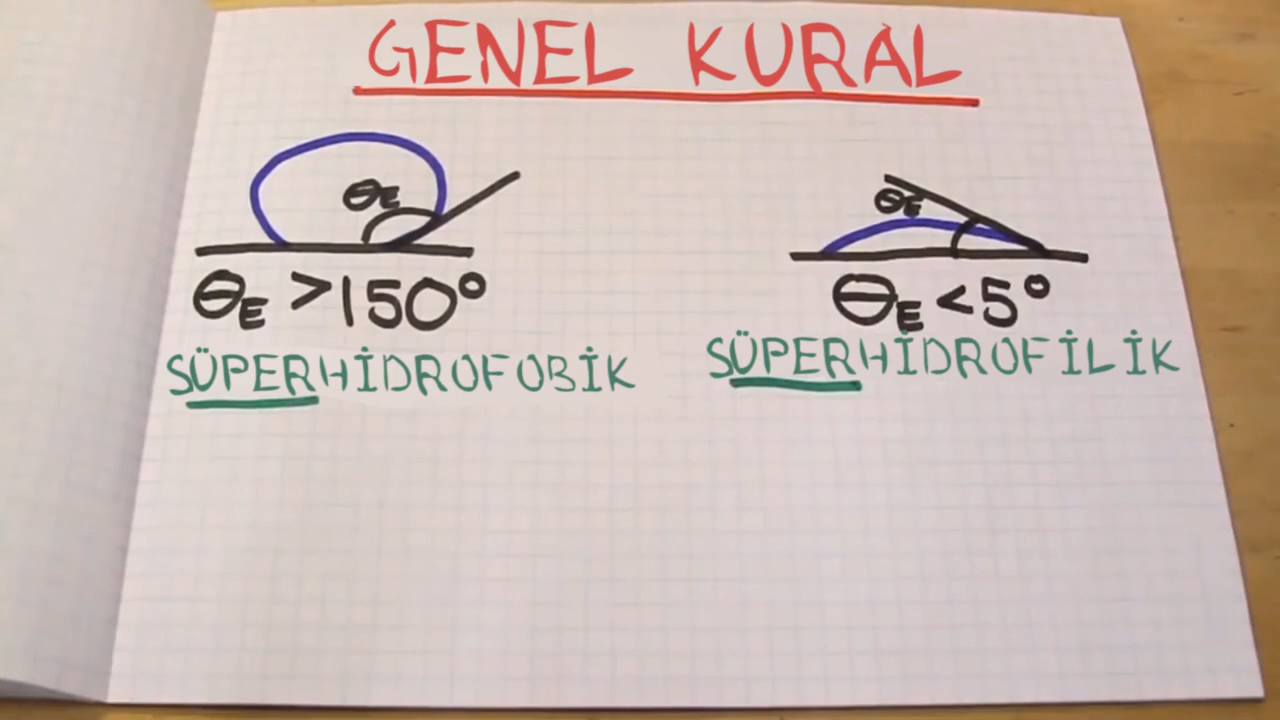 GENEL KURAL
θE
θE >150°
SÜPERHİDROFOBİK
θE
θE <5°
SÜPERHİDROFİLİK